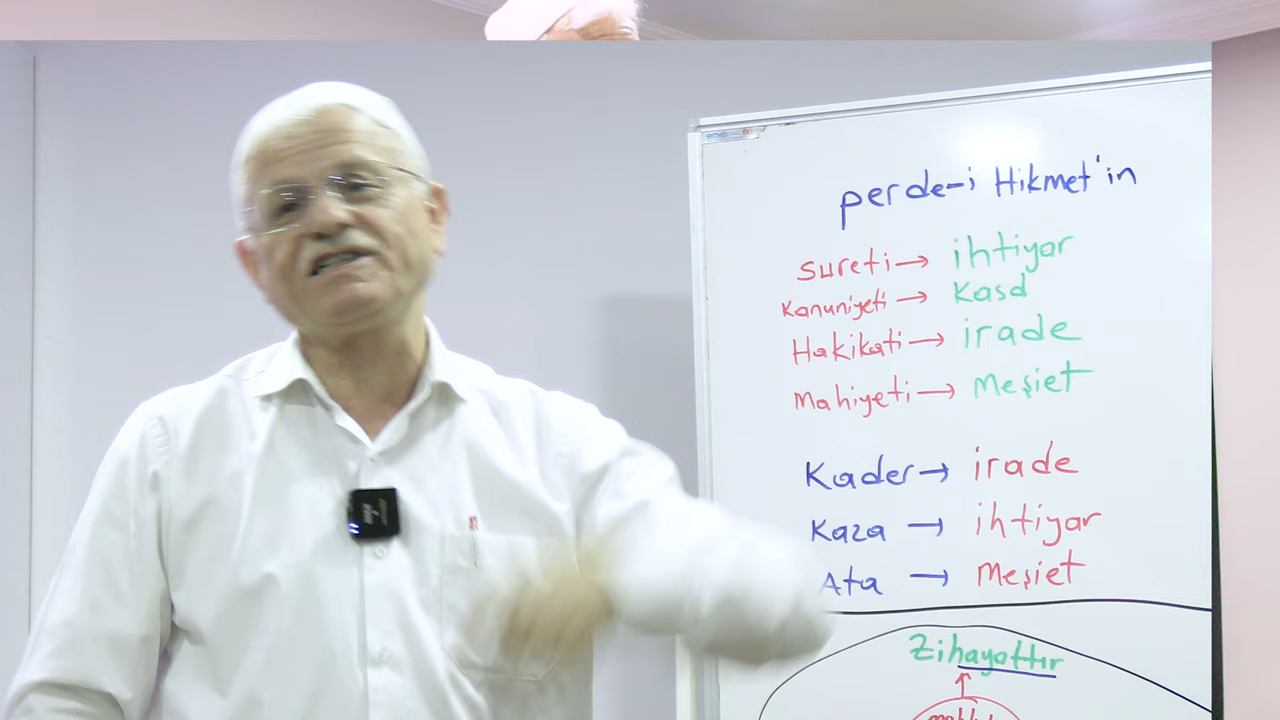 perde-i Hikmet'in
sureti → ihtiyar
Kanuniyeti → Kasd
Hakikati → irade
Mahiyeti → Meşiet
Kader → irade
Kaza → ihtiyar
Ata → Meşiet
Zihayattır
↑